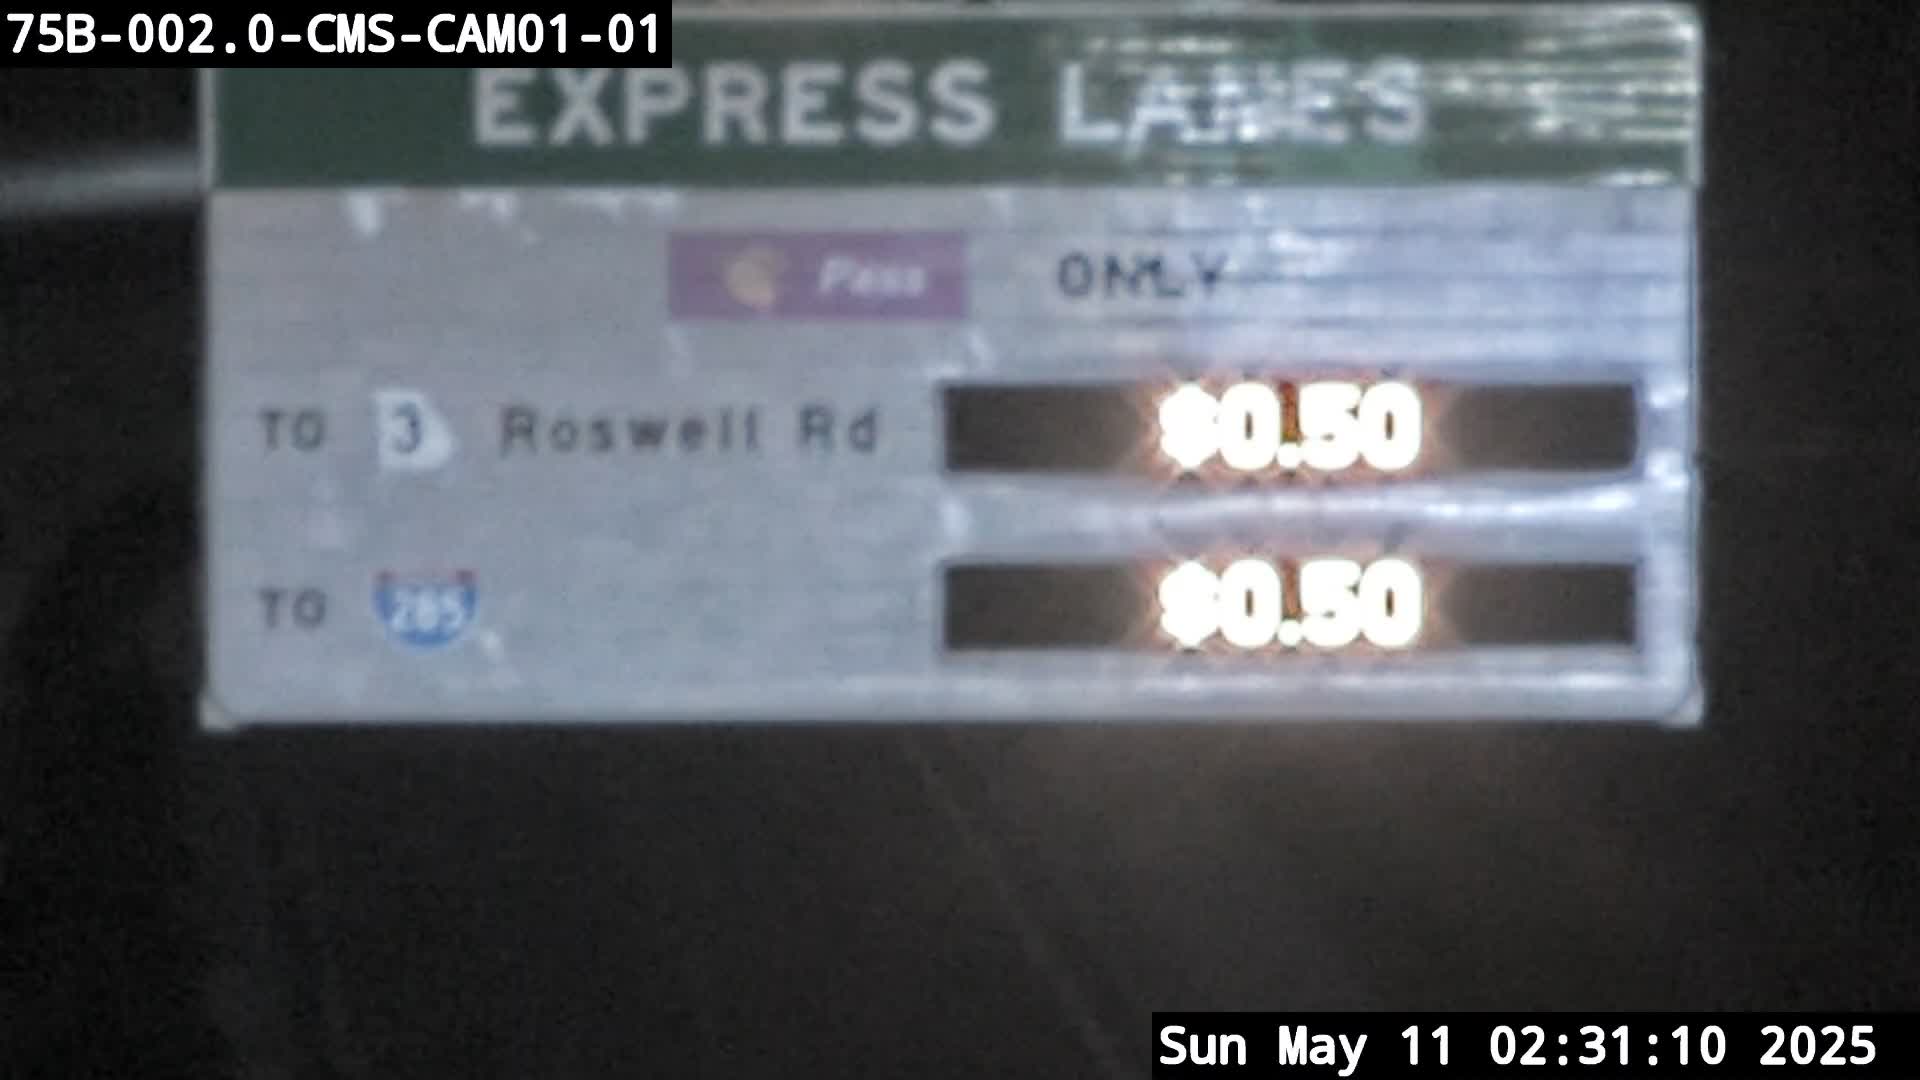 75B-002.0-CMS-CAM01-01
EXPRESS LANES
Pass ONLY
TO 3 Roswell Rd $0.50
TO 285 $0.50
Sun May 11 02:31:10 2025